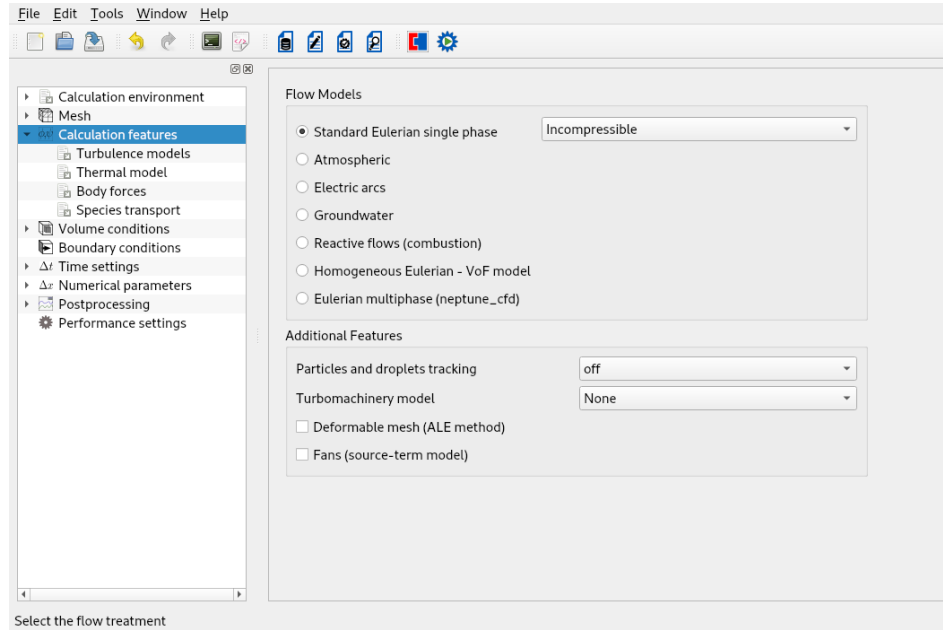 File Edit Tools Window Help
Calculation environment
Mesh
Calculation features
Turbulence models
Thermal model
Body forces
Species transport
Volume conditions
Boundary conditions
Δt Time settings
Δx Numerical parameters
Postprocessing
Performance settings
Flow Models
Standard Eulerian single phase Incompressible
Atmospheric
Electric arcs
Groundwater
Reactive flows (combustion)
Homogeneous Eulerian - VoF model
Eulerian multiphase (neptune_cfd)
Additional Features
Particles and droplets tracking off
Turbomachinery model None
Deformable mesh (ALE method)
Fans (source-term model)
Select the flow treatment